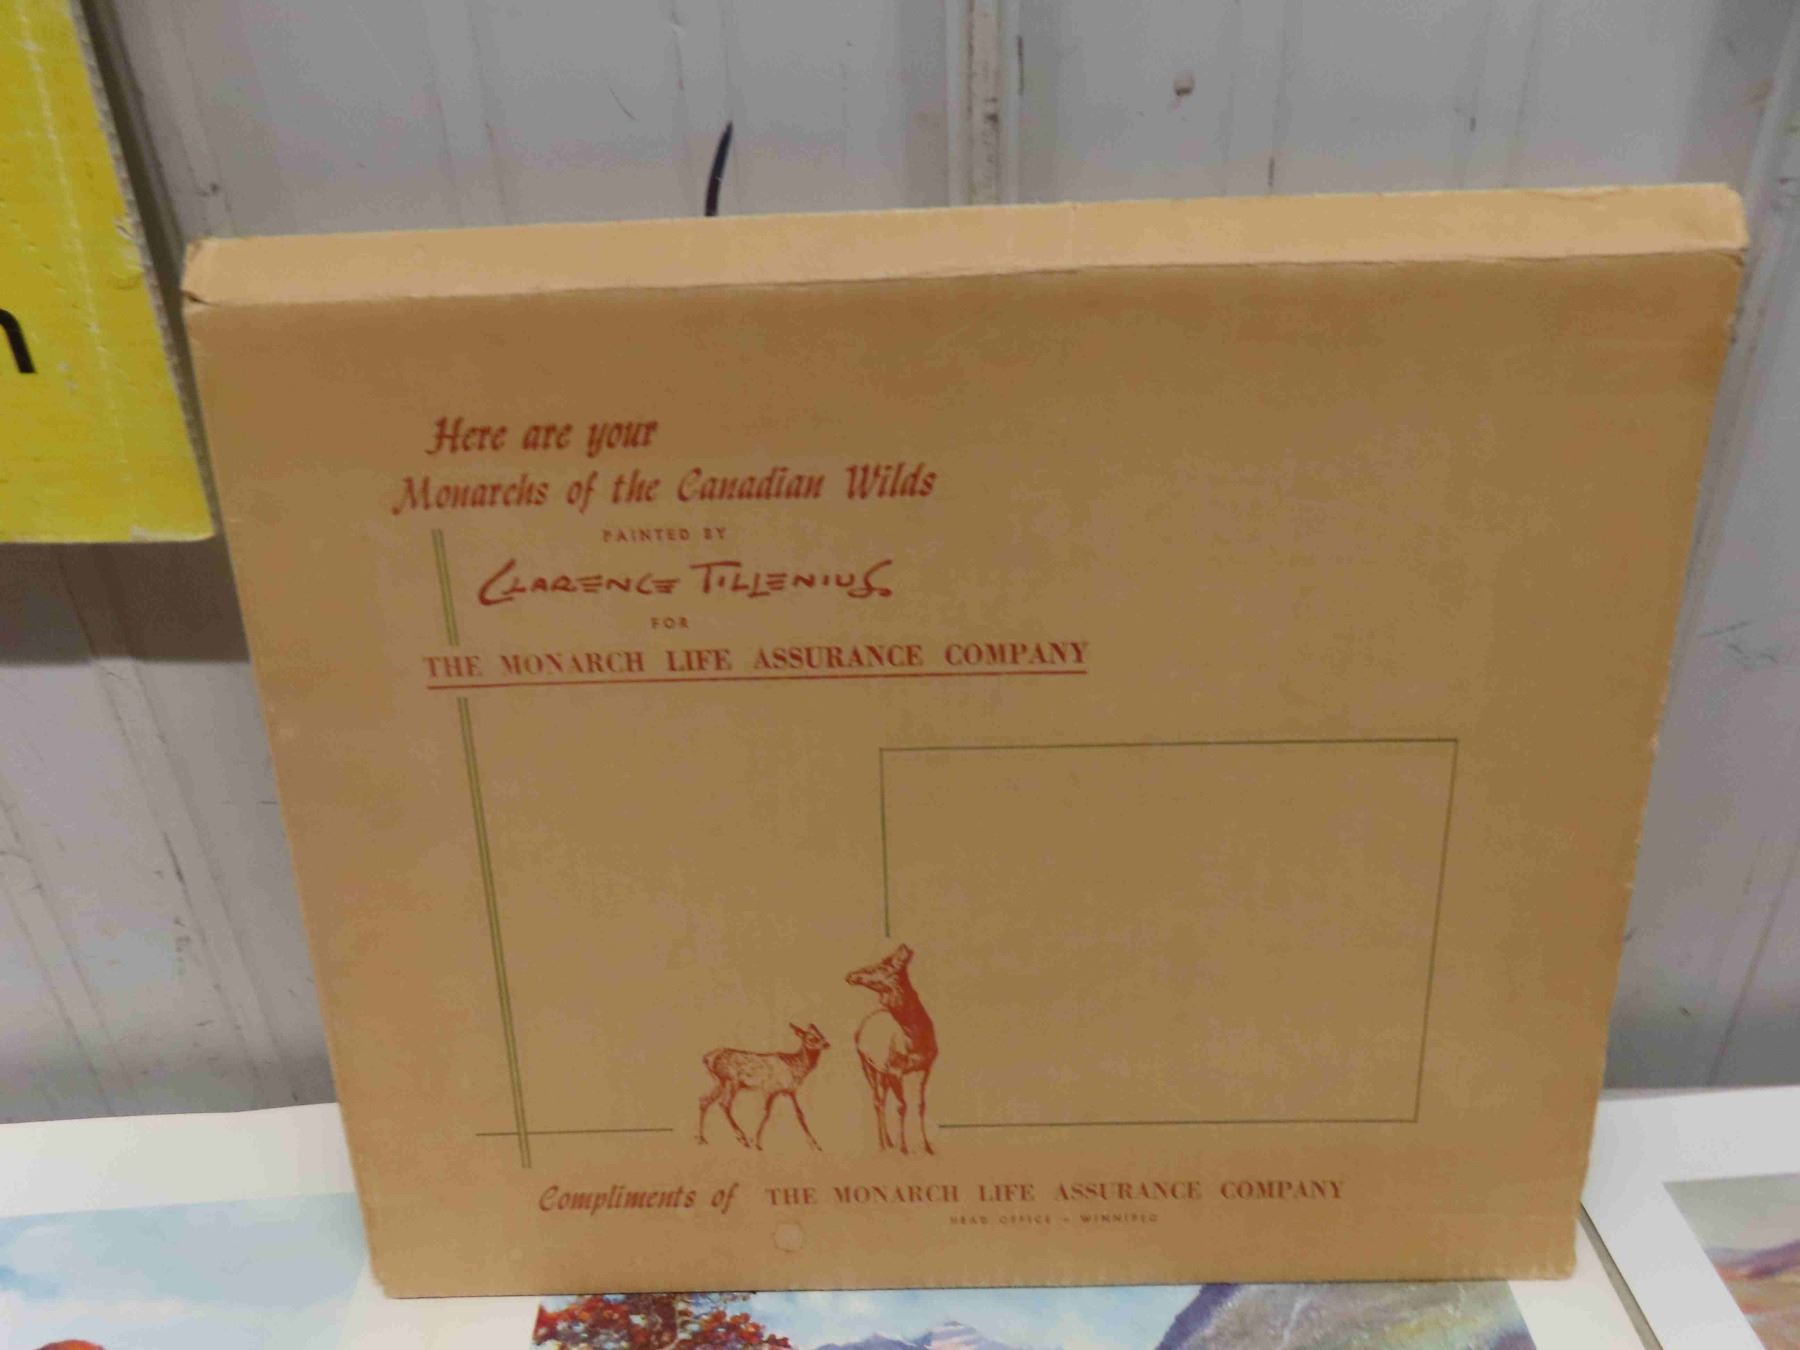 n
Here are your
Monarchs of the Canadian Wilds
PAINTED BY
CLARENCE TILLENIUS
FOR
THE MONARCH LIFE ASSURANCE COMPANY
Compliments of THE MONARCH LIFE ASSURANCE COMPANY
HEAD OFFICE - WINNIPEG